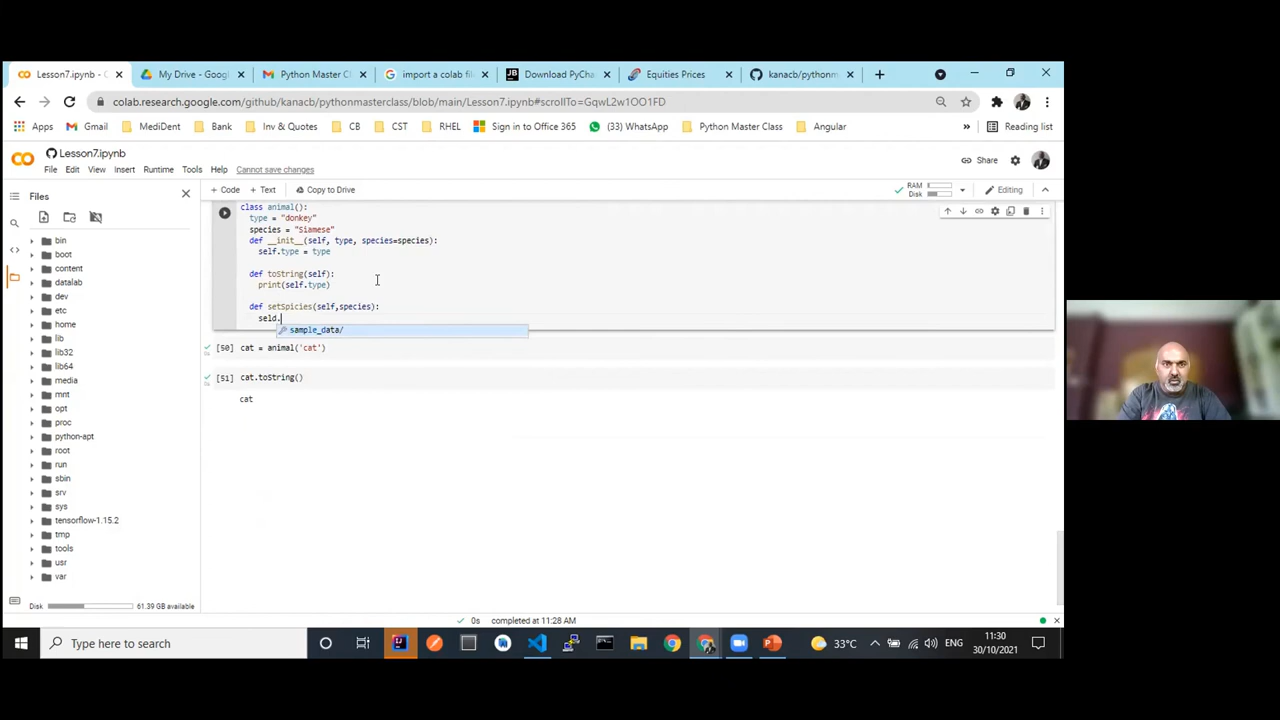 Lesson7.ipynb - C
My Drive - Googl
Python Master Cl
import a colab fil
Download PyCha
Equities Prices
kanacb/pythonm
colab.research.google.com/github/kanacb/pythonmasterclass/blob/main/Lesson7.ipynb#scrollTo=GqwL2w1OO1FD
Apps
Gmail
MediDent
Bank
Inv & Quotes
CB
CST
RHEL
Sign in to Office 365
(33) WhatsApp
Python Master Class
Angular
»
Reading list
Lesson7.ipynb
Share
File Edit View Insert Runtime Tools Help Cannot save changes
+ Code + Text Copy to Drive
RAM
Disk
Editing
Files
bin
boot
content
datalab
dev
etc
home
lib
lib32
lib64
media
mnt
opt
proc
python-apt
root
run
sbin
srv
sys
tensorflow-1.15.2
tmp
tools
usr
var
Disk 61.39 GB available
class animal():
type = "donkey"
species = "Siamese"
def __init__(self, type, species=species):
self.type = type
def toString(self):
print(self.type)
def setSpicies(self,species):
seld.
sample_data/
[50] cat = animal('cat')
[51] cat.toString()
cat
0s completed at 11:28 AM
Type here to search
33°C
ENG
11:30
30/10/2021